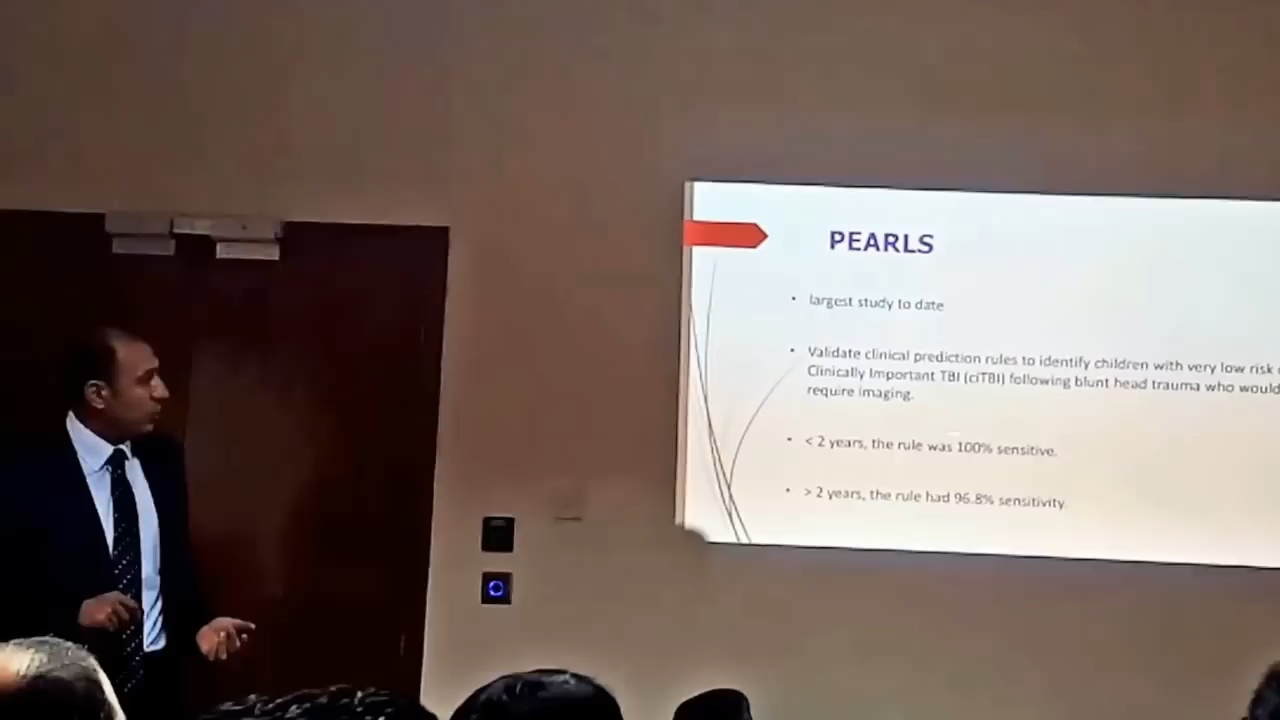 PEARLS
• largest study to date
• Validate clinical prediction rules to identify children with very low risk
Clinically Important TBI (ciTBI) following blunt head trauma who would
require imaging.
• < 2 years, the rule was 100% sensitive.
• > 2 years, the rule had 96.8% sensitivity.